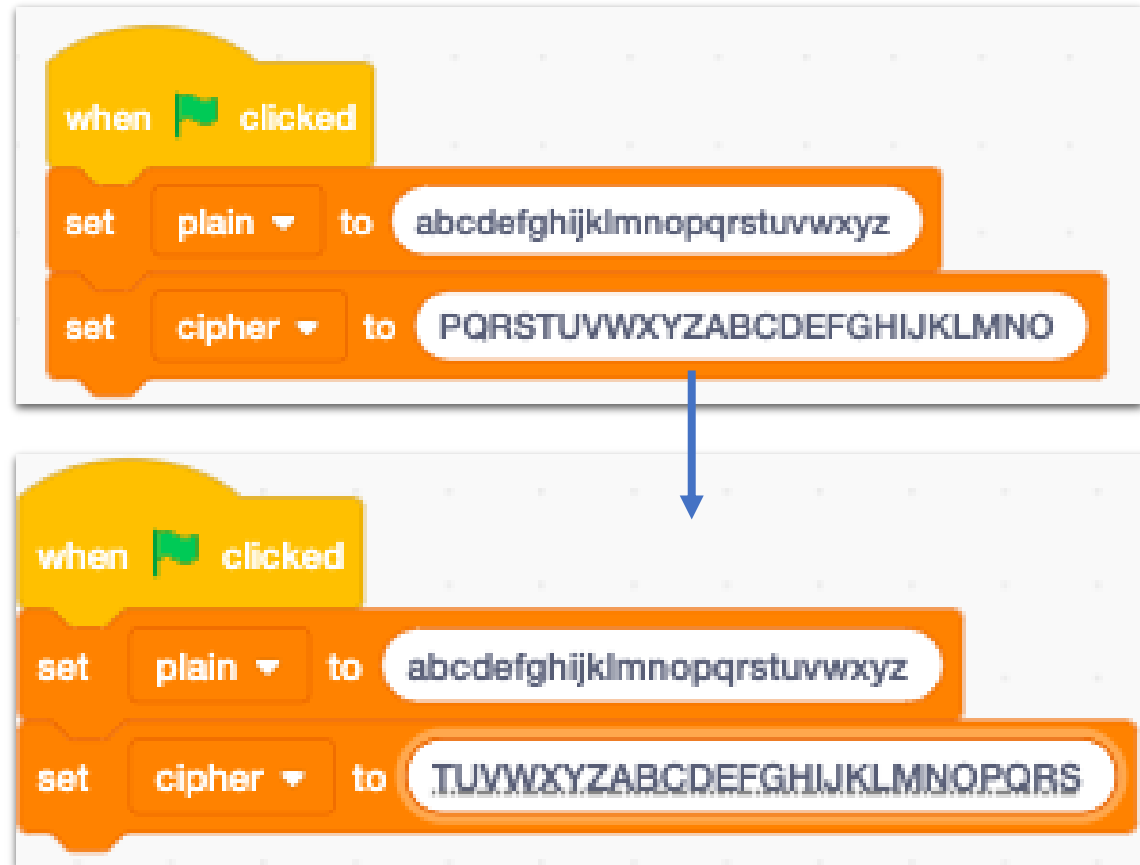 when clicked
set plain to abcdefghijklmnopqrstuvwxyz
set cipher to PQRSTUVWXYZABCDEFGHIJKLMNO
when clicked
set plain to abcdefghijklmnopqrstuvwxyz
set cipher to TUVWXYZABCDEFGHIJKLMNOPQRS